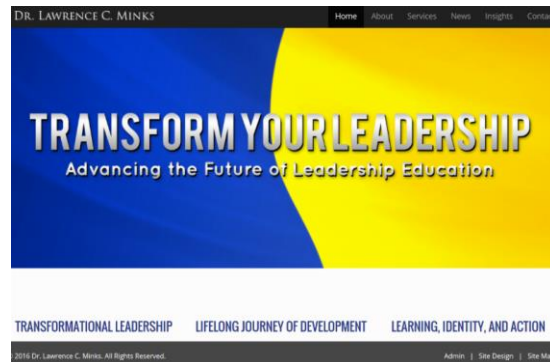 DR. LAWRENCE C. MINKS
Home About Services News Insights Conta
TRANSFORM YOUR LEADERSHIP
Advancing the Future of Leadership Education
TRANSFORMATIONAL LEADERSHIP
LIFELONG JOURNEY OF DEVELOPMENT
LEARNING, IDENTITY, AND ACTION
2016 Dr. Lawrence C. Minks. All Rights Reserved.
Admin | Site Design | Site Ma